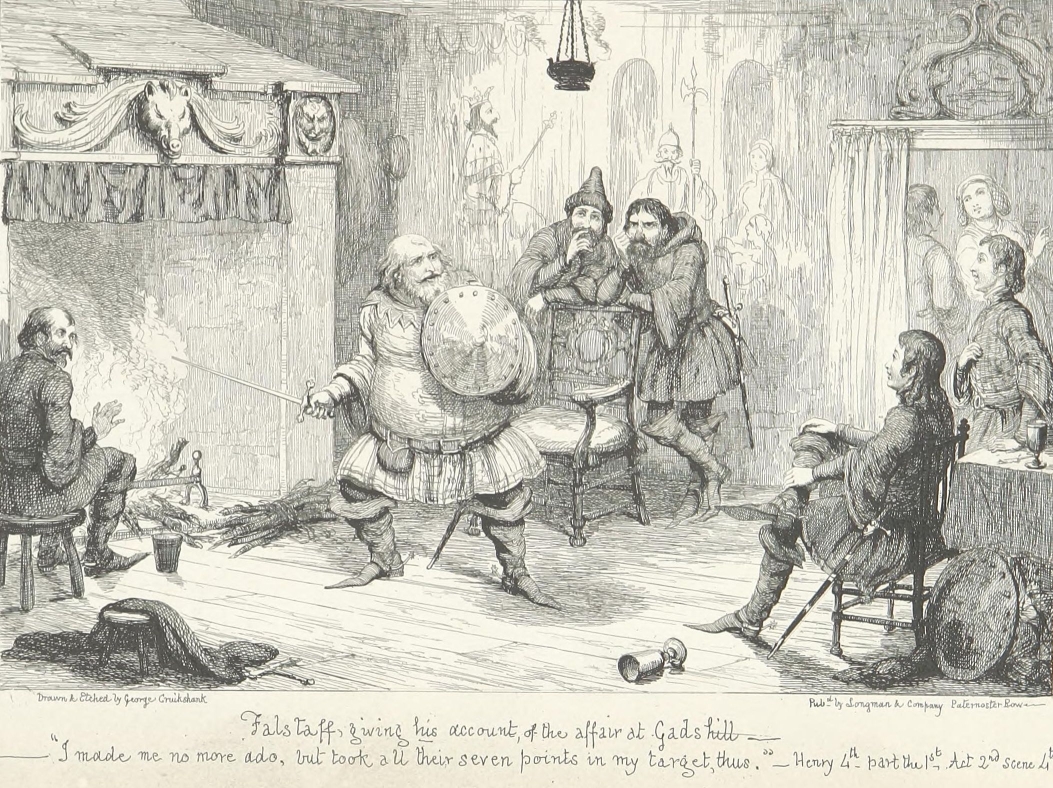 Drawn & Etched by George Cruikshank
Pub.d by Longman & Company Paternoster Row
Falstaff, giving his account, of the affair at Gadshill —
— "I made me no more ado, but took all their seven points in my target, thus." — Henry 4th part the 1st. Act 2nd scene 4th